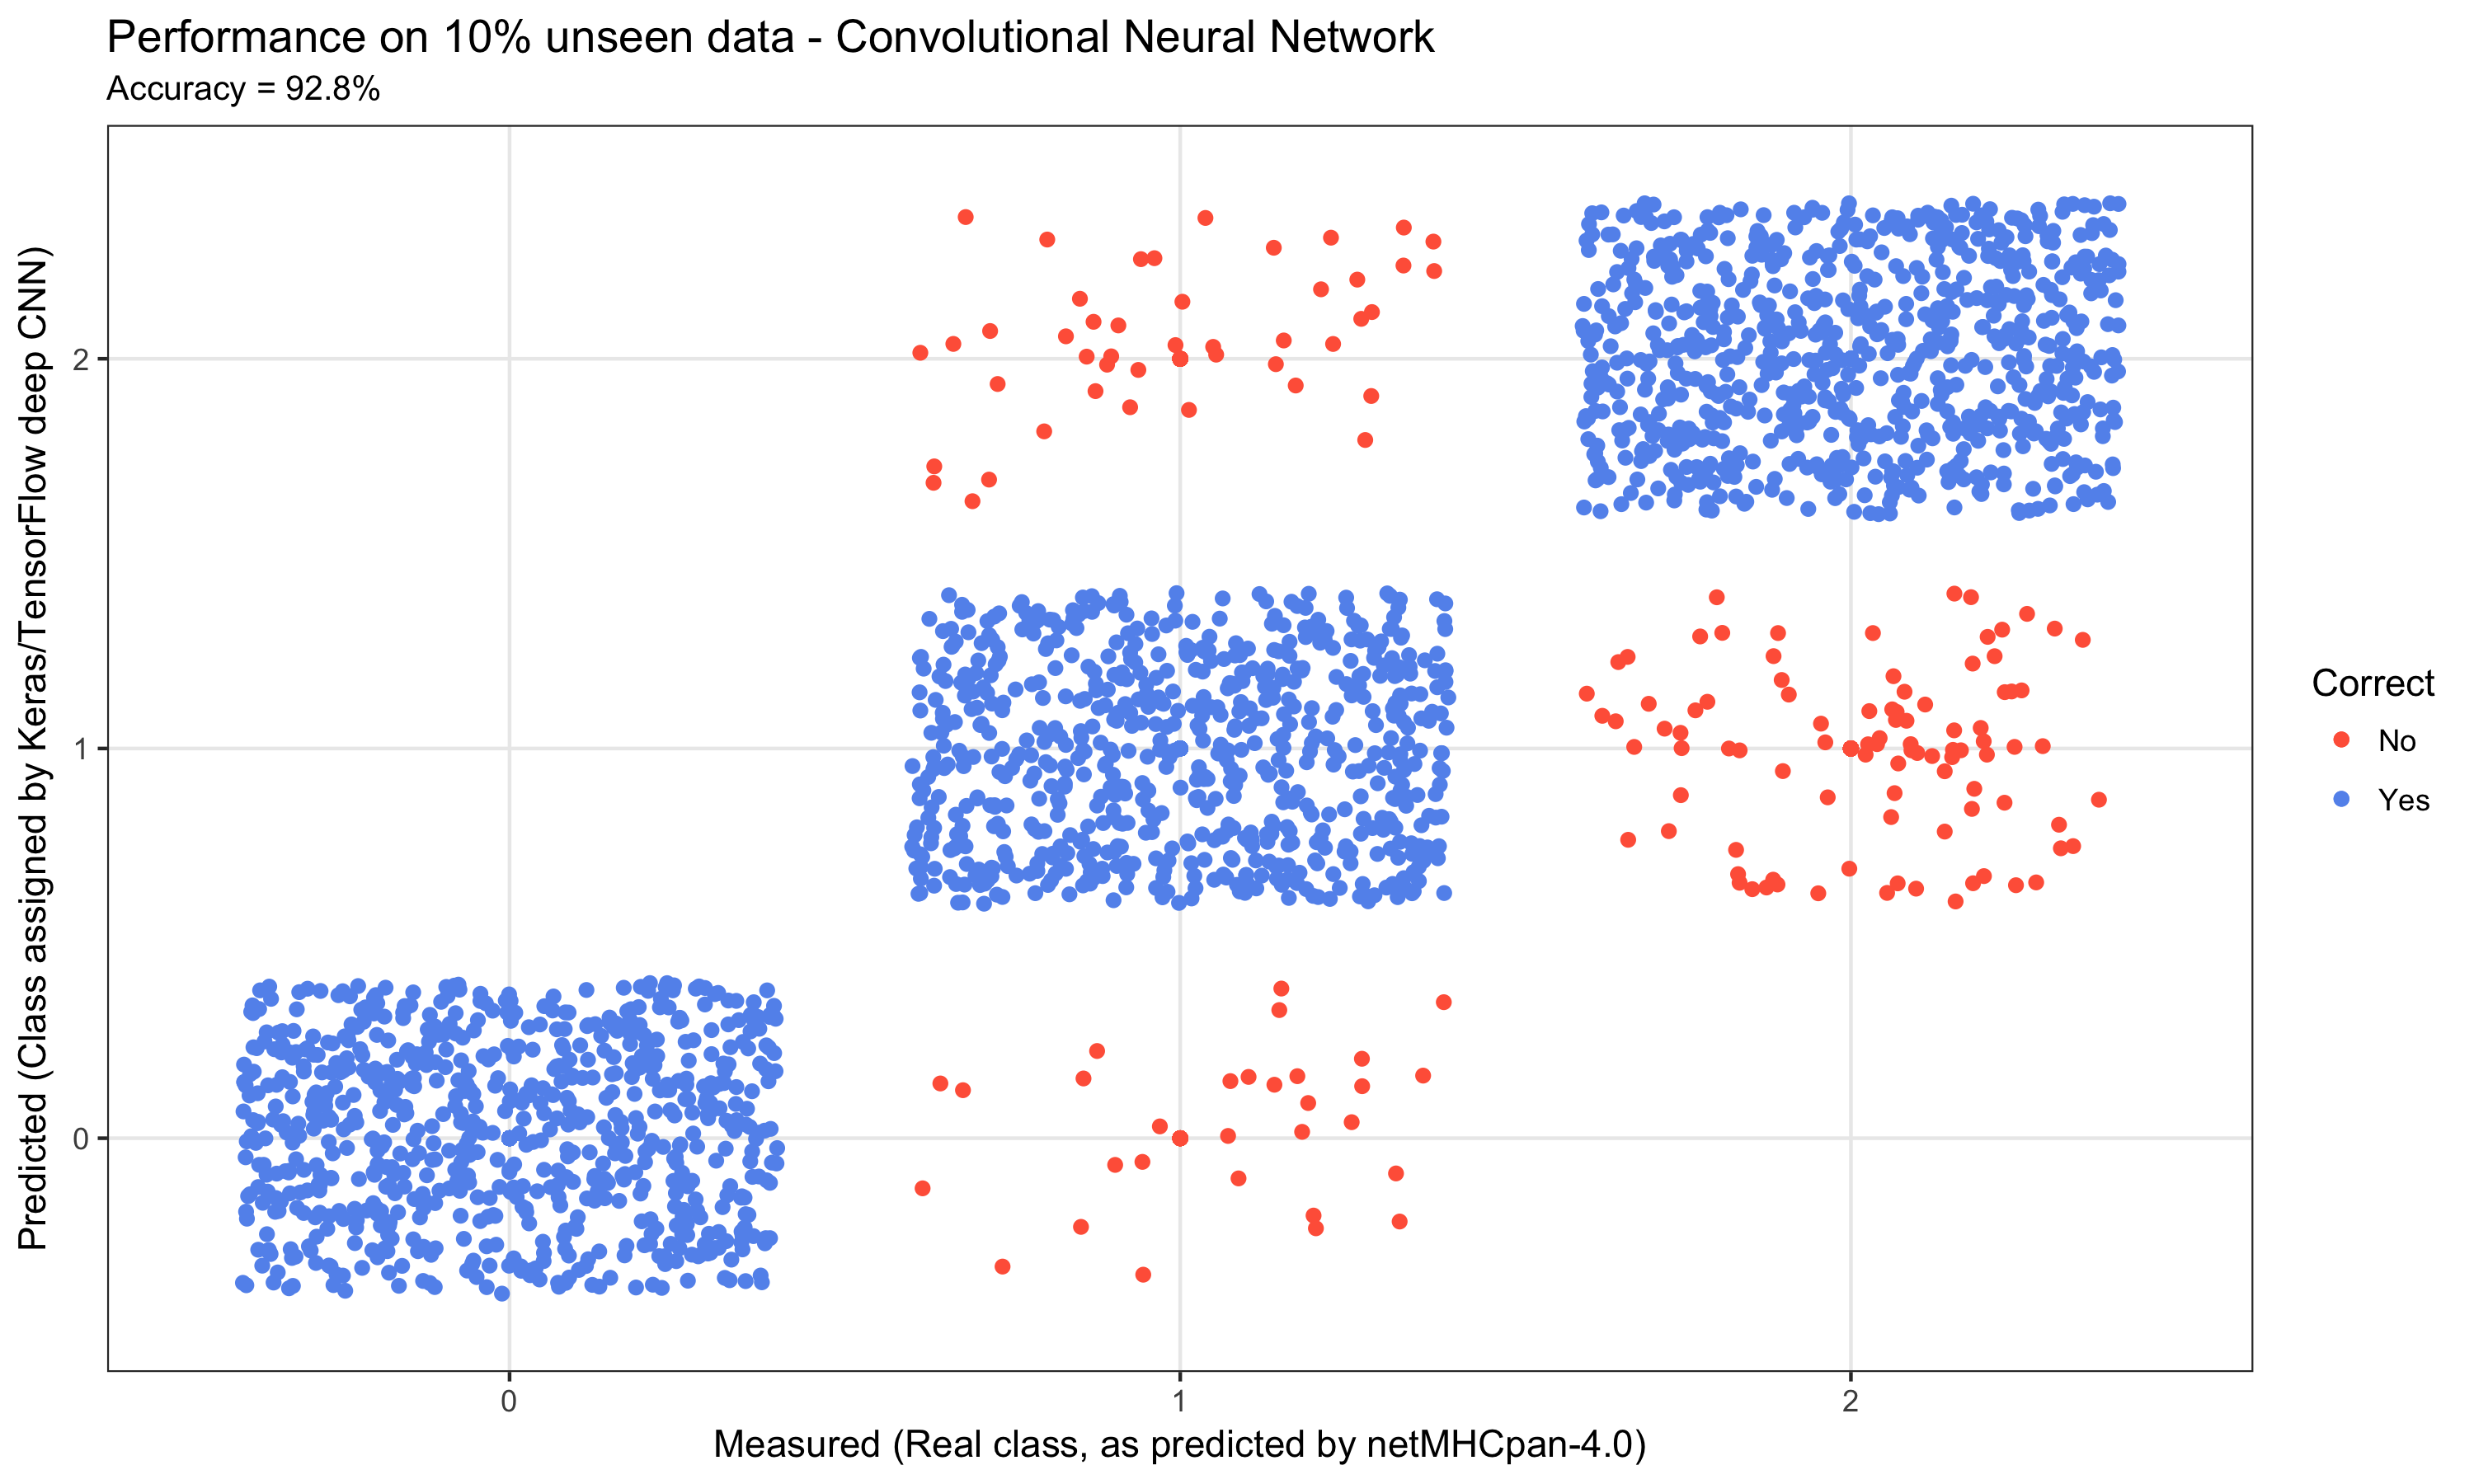 Performance on 10% unseen data - Convolutional Neural Network
Accuracy = 92.8%
Predicted (Class assigned by Keras/TensorFlow deep CNN)
2
1
0
0
1
2
Measured (Real class, as predicted by netMHCpan-4.0)
Correct
No
Yes